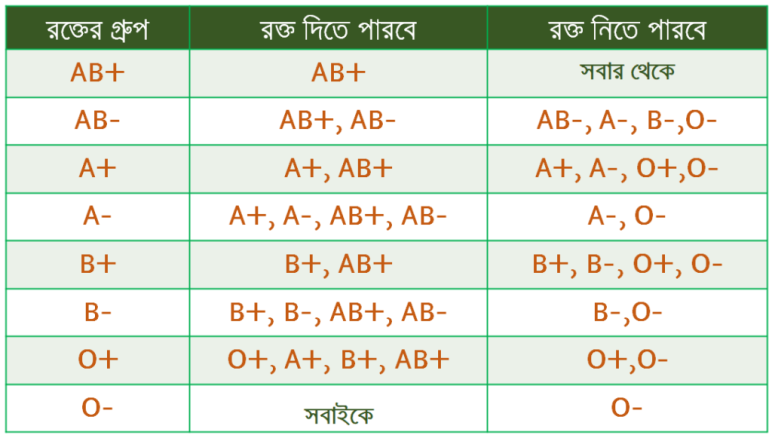 রক্তের গ্রুপ রক্ত দিতে পারবে রক্ত নিতে পারবে
AB+ AB+ সবার থেকে
AB- AB+, AB- AB-, A-, B-,O-
A+ A+, AB+ A+, A-, O+,O-
A- A+, A-, AB+, AB- A-, O-
B+ B+, AB+ B+, B-, O+, O-
B- B+, B-, AB+, AB- B-,O-
O+ O+, A+, B+, AB+ O+,O-
O- সবাইকে O-